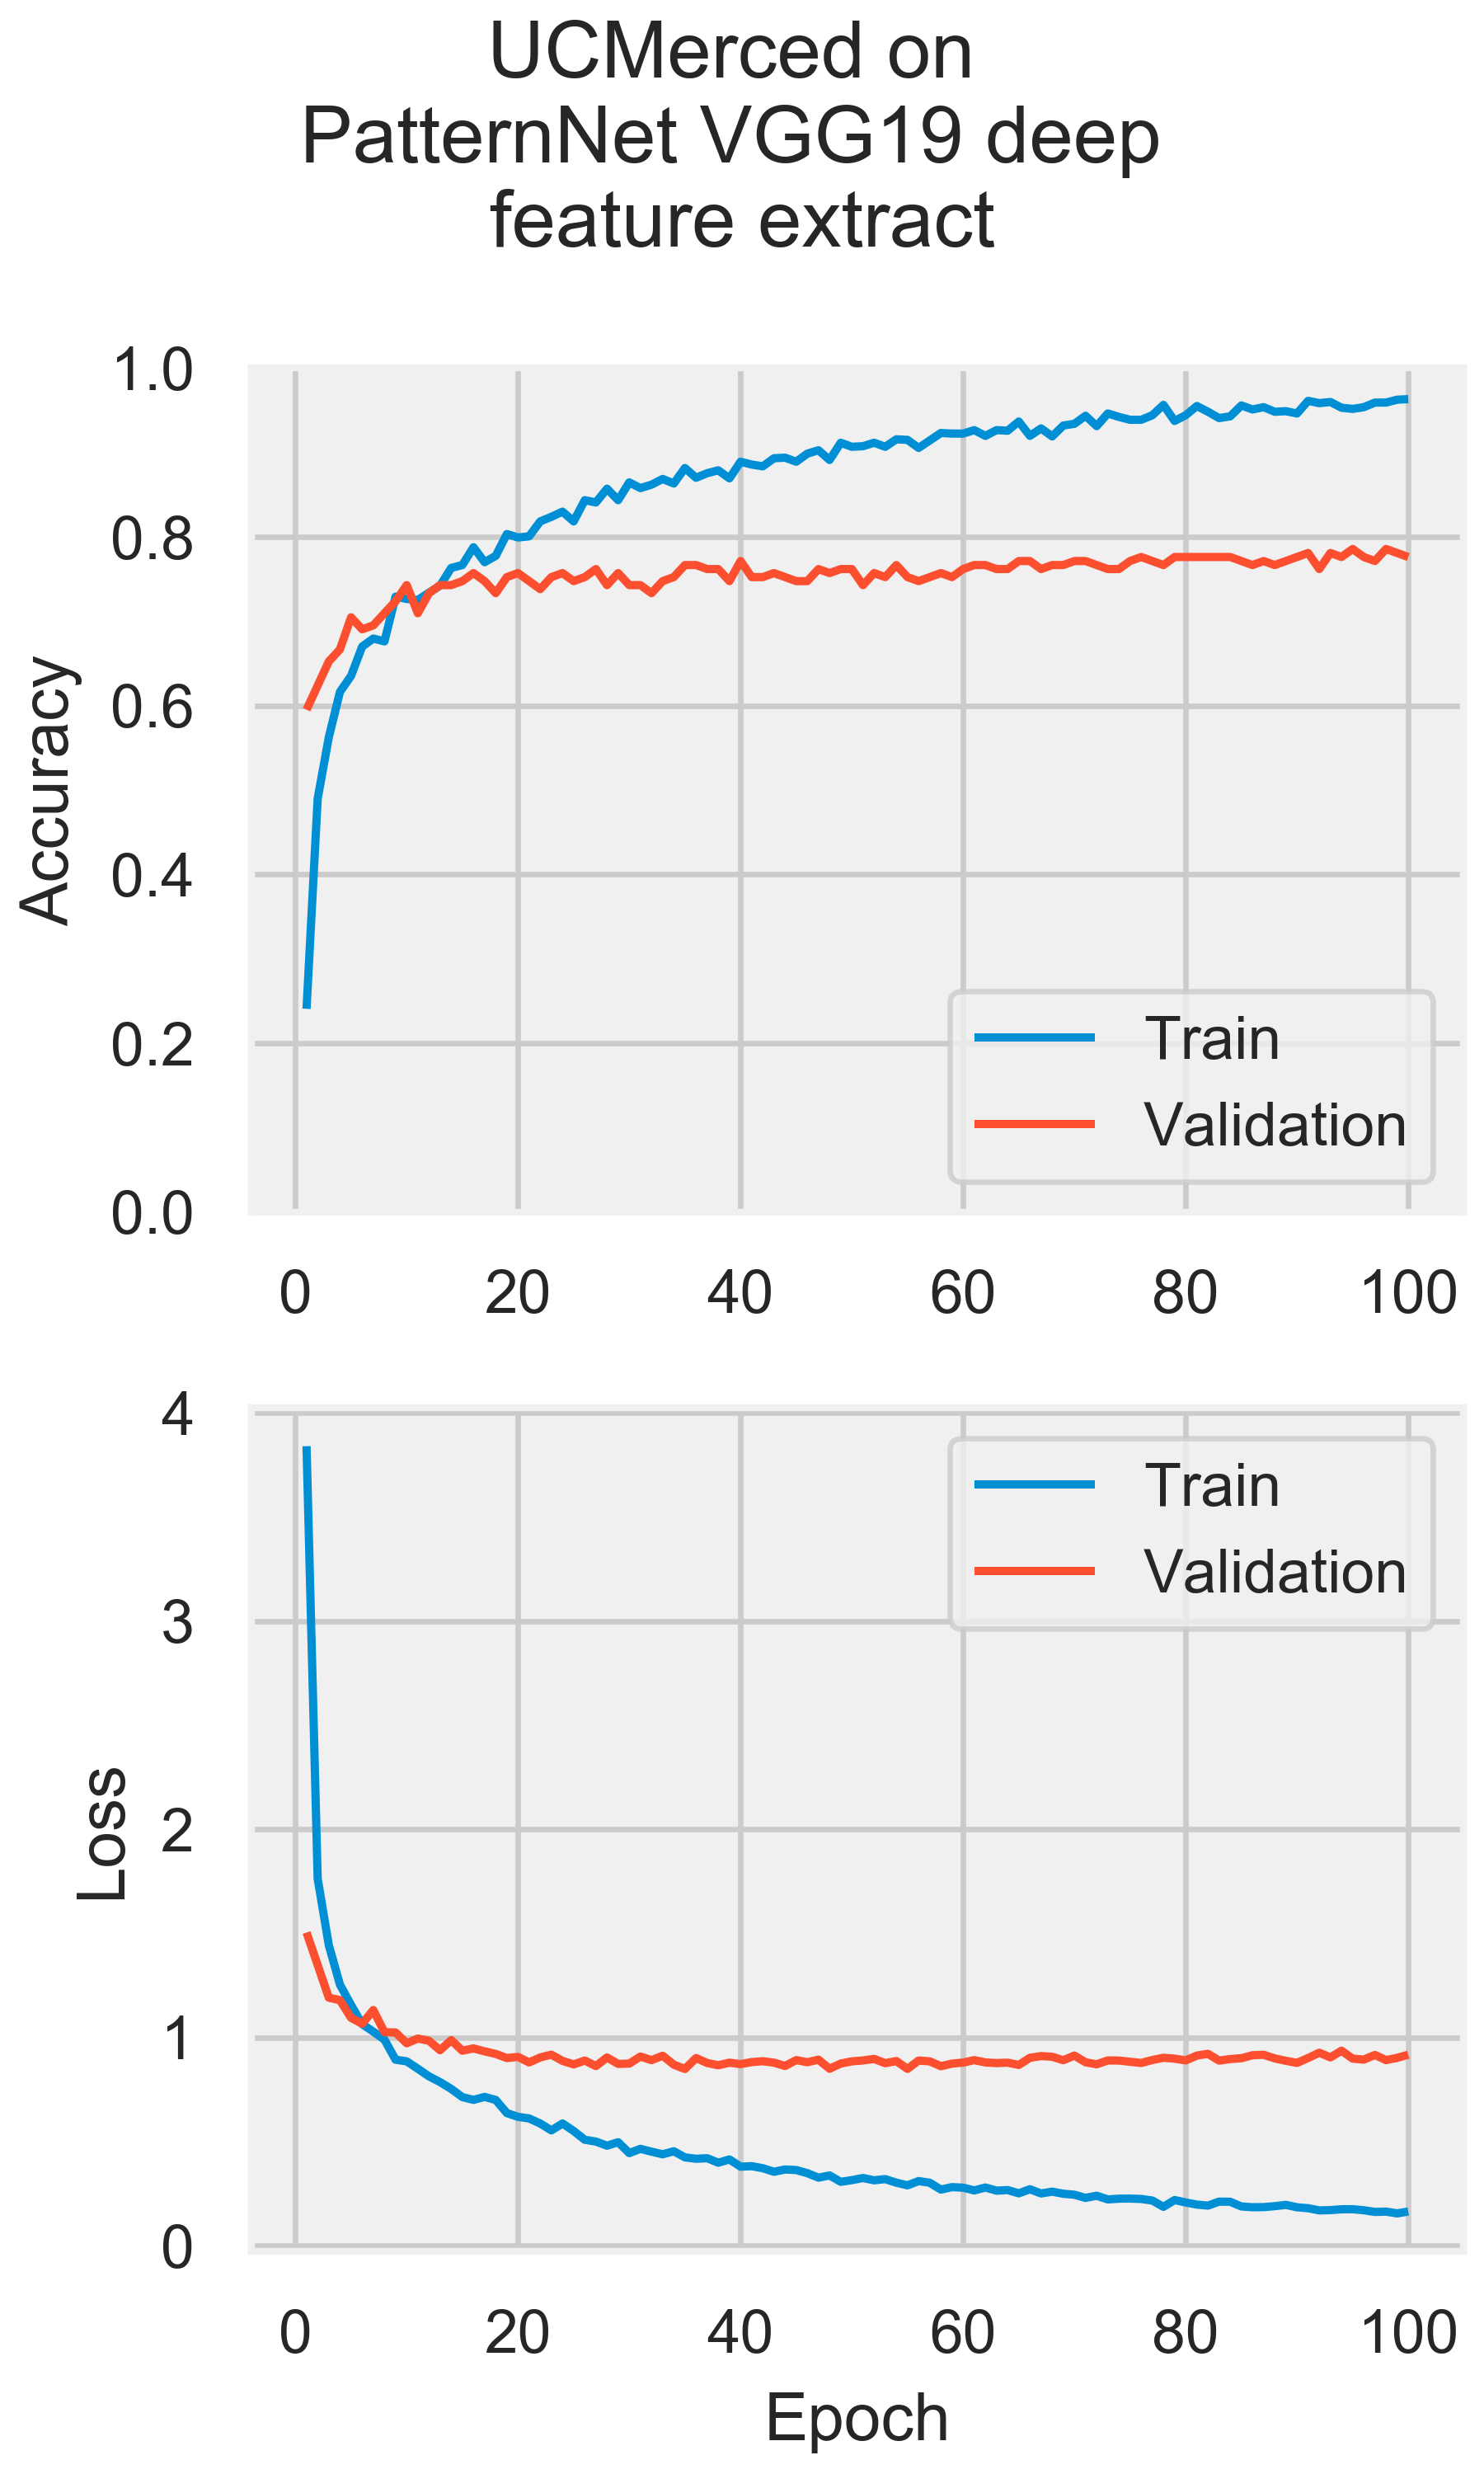 UCMerced on
PatternNet VGG19 deep
feature extract
1.0
0.8
0.6
0.4
0.2
0.0
Accuracy
Train
Validation
0 20 40 60 80 100
4
3
2
1
0
Loss
Train
Validation
0 20 40 60 80 100
Epoch